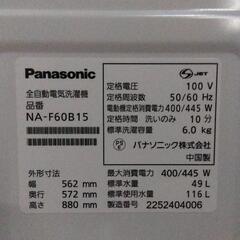 Panasonic
全自動電気洗濯機
品番
NA-F60B15
外形寸法
幅 562 mm
奥行 572 mm
高さ 880 mm
JET
定格電圧 100 V
定格周波数 50/60 Hz
電動機定格消費電力 400/445 W
定格時間 洗いのみ 10 分
標準洗濯容量 6.0 kg
パナソニック株式会社
中国製
最大消費電力 400/445 W
標準水量 49 L
標準使用水量 116 L
製造番号 2252404006